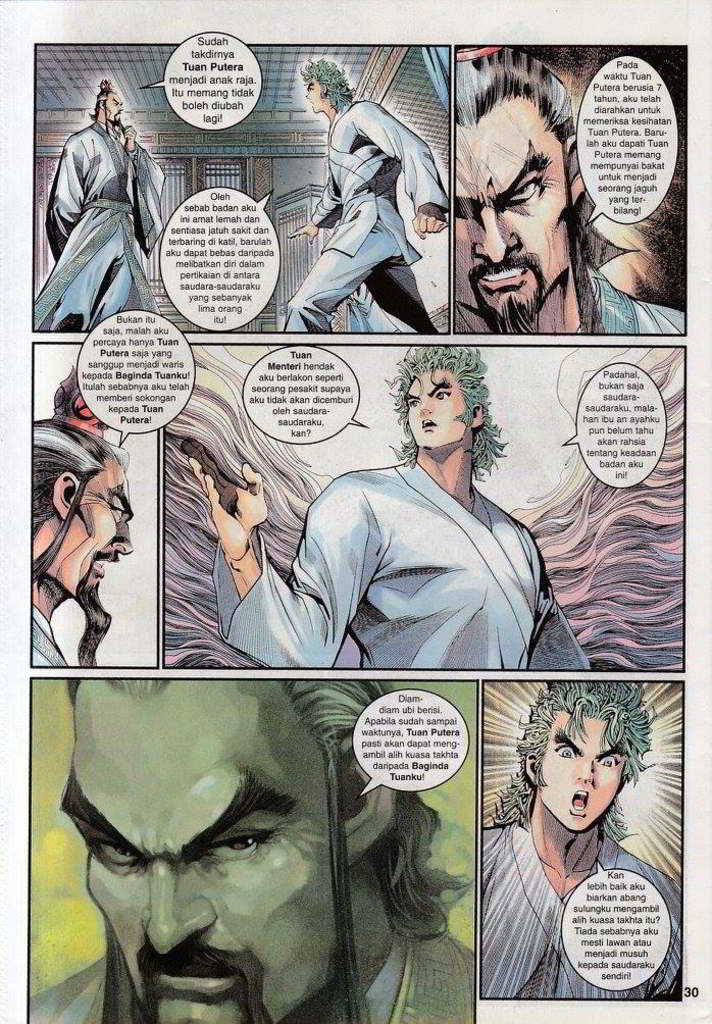 Sudah
takdirnya
Tuan Putera
menjadi anak raja.
Itu memang tidak
boleh diubah
lagi!
Oleh
sebab badan aku
ini amat lemah dan
sentiasa jatuh sakit dan
terbaring di katil, barulah
aku dapat bebas daripada
melibatkan diri dalam
pertikaian di antara
saudara-saudaraku
yang sebanyak
lima orang
itu!
Pada
waktu Tuan
Putera berusia 7
tahun, aku telah
diarahkan untuk
memeriksa kesihatan
Tuan Putera. Baru-
lah aku dapati Tuan
Putera memang
mempunyai bakat
untuk menjadi
seorang jaguh
yang ter-
bilang!
Bukan itu
saja, malah aku
percaya hanya Tuan
Putera saja yang
sanggup menjadi waris
kepada Baginda Tuanku!
Itulah sebabnya aku telah
memberi sokongan
kepada Tuan
Putera!
Tuan
Menteri hendak
aku berlakon seperti
seorang pesakit supaya
aku tidak akan dicemburi
oleh saudara-
saudaraku,
kan?
Padahal,
bukan saja
saudara-
saudaraku, mala-
han ibu an ayahku
pun belum tahu
akan rahsia
tentang keadaan
badan aku
ini!
Diam-
diam ubi berisi.
Apabila sudah sampai
waktunya, Tuan Putera
pasti akan dapat meng-
ambil alih kuasa takhta
daripada Baginda
Tuanku!
Kan
lebih baik aku
biarkan abang
sulungku mengambil
alih kuasa takhta itu?
Tiada sebabnya aku
mesti lawan atau
menjadi musuh
kepada saudaraku
sendiri!
30